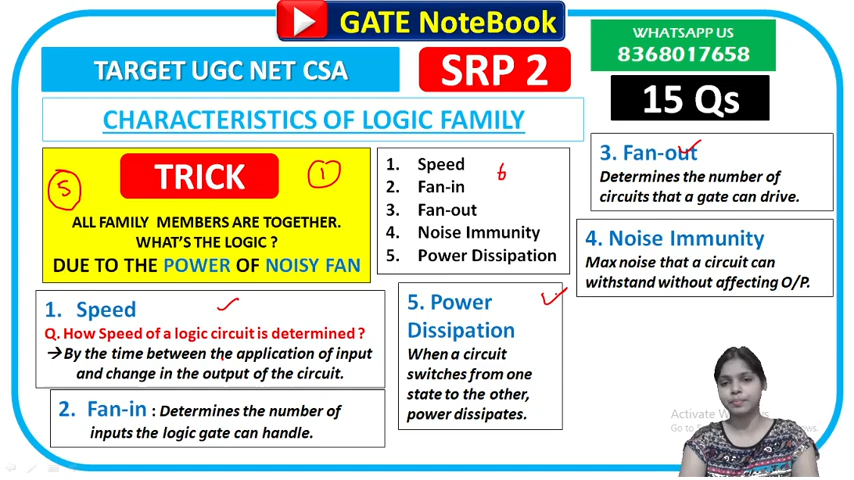 GATE NoteBook
WHATSAPP US
8368017658
TARGET UGC NET CSA
SRP 2
15 Qs
CHARACTERISTICS OF LOGIC FAMILY
5
TRICK
1
ALL FAMILY MEMBERS ARE TOGETHER.
WHAT'S THE LOGIC ?
DUE TO THE POWER OF NOISY FAN
1. Speed
2. Fan-in
3. Fan-out
4. Noise Immunity
5. Power Dissipation
6
3. Fan-out
Determines the number of
circuits that a gate can drive.
4. Noise Immunity
Max noise that a circuit can
withstand without affecting O/P.
1. Speed
Q. How Speed of a logic circuit is determined ?
→ By the time between the application of input
and change in the output of the circuit.
2. Fan-in : Determines the number of
inputs the logic gate can handle.
5. Power
Dissipation
When a circuit
switches from one
state to the other,
power dissipates.
Activate
Go to